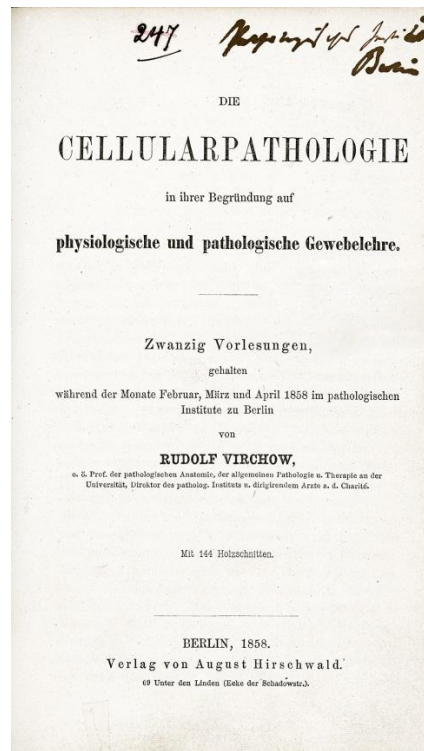 247
Berlin
DIE
CELLULARPATHOLOGIE
in ihrer Begründung auf
physiologische und pathologische Gewebelehre.
Zwanzig Vorlesungen,
gehalten
während der Monate Februar, März und April 1858 im pathologischen
Institute zu Berlin
von
RUDOLF VIRCHOW,
o. ö. Prof. der pathologischen Anatomie, der allgemeinen Pathologie u. Therapie an der
Universität, Direktor des patholog. Instituts u. dirigirendem Arzte a. d. Charité.
Mit 144 Holzschnitten.
BERLIN, 1858.
Verlag von August Hirschwald.
69 Unter den Linden (Ecke der Schadowstr.).